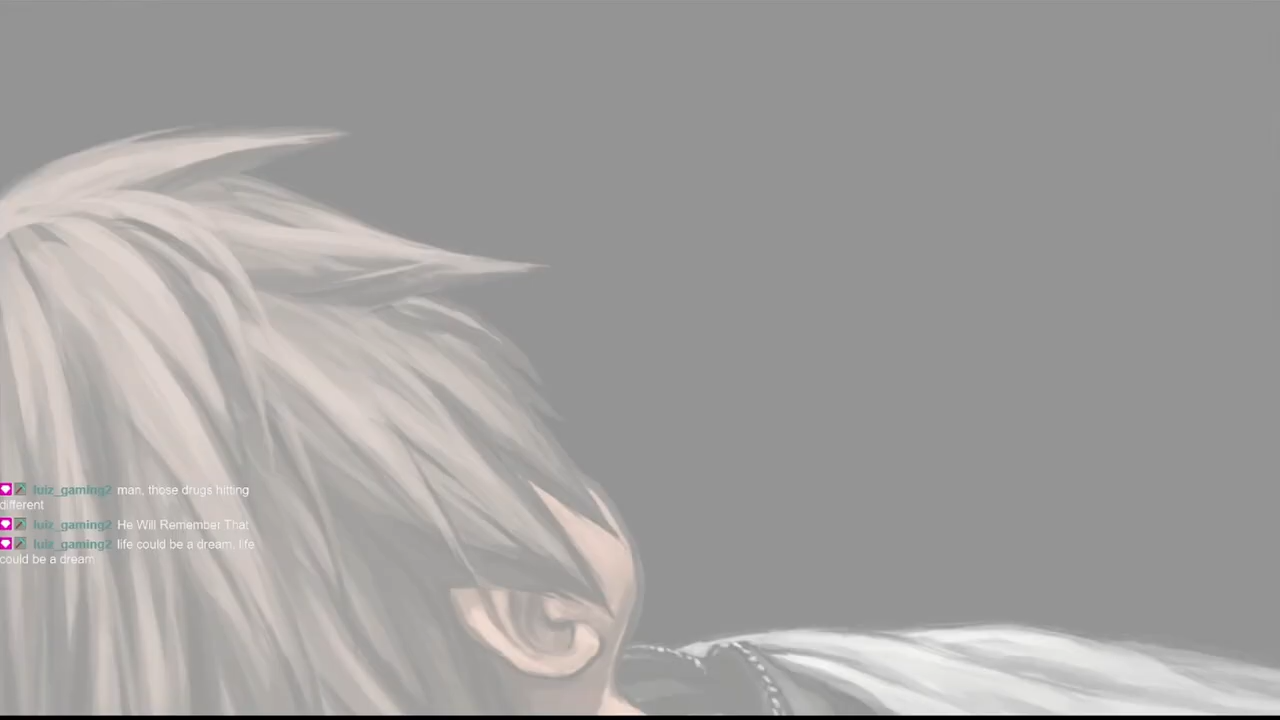 luiz_gaming2 man, those drugs hitting
different
luiz_gaming2 He Will Remember That
luiz_gaming2 life could be a dream, life
could be a dream